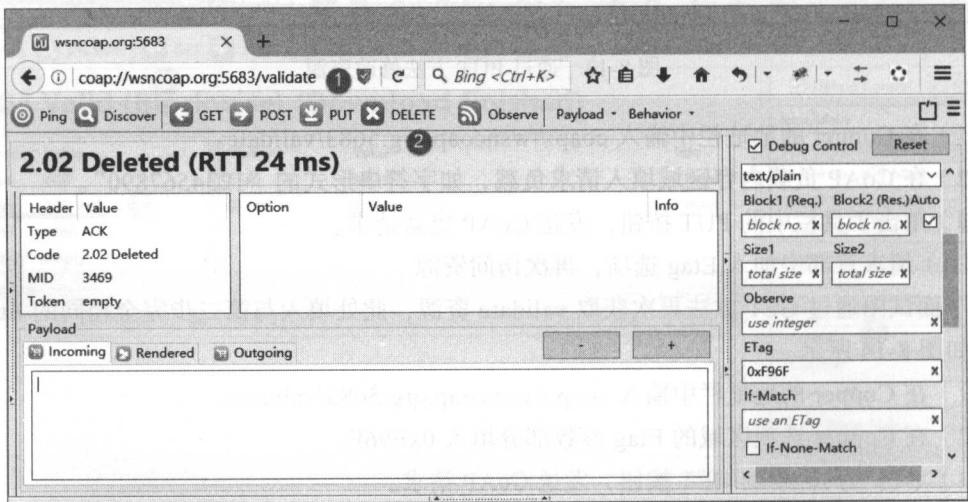 wsncoap.org:5683
coap://wsncoap.org:5683/validate 1 Bing <Ctrl+K>
Ping Discover GET POST PUT DELETE Observe Payload Behavior
2
2.02 Deleted (RTT 24 ms)
Header Value Option Value Info
Type ACK
Code 2.02 Deleted
MID 3469
Token empty
Payload
Incoming Rendered Outgoing - +
Debug Control Reset
text/plain
Block1 (Req.) Block2 (Res.) Auto
block no. x block no. x
Size1 Size2
total size x total size x
Observe
use integer x
ETag
0xF96F x
If-Match
use an ETag x
If-None-Match